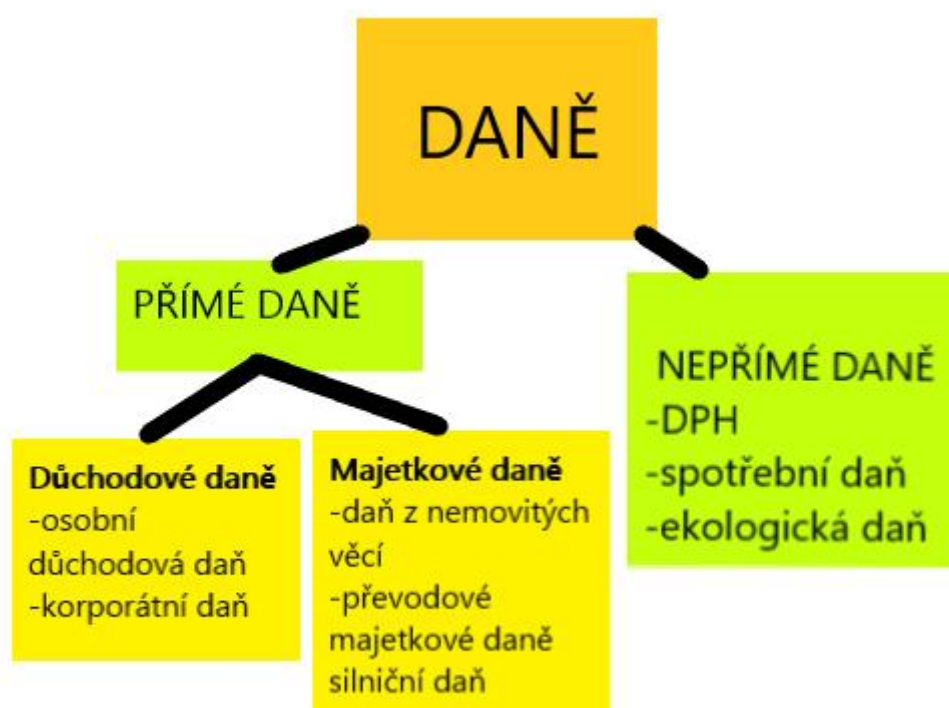 DANĚ
PŘÍMÉ DANĚ
Důchodové daně
-osobní
důchodová daň
-korporátní daň
Majetkové daně
-daň z nemovitých
věcí
-převodové
majetkové daně
silniční daň
NEPŘÍMÉ DANĚ
-DPH
-spotřební daň
-ekologická daň